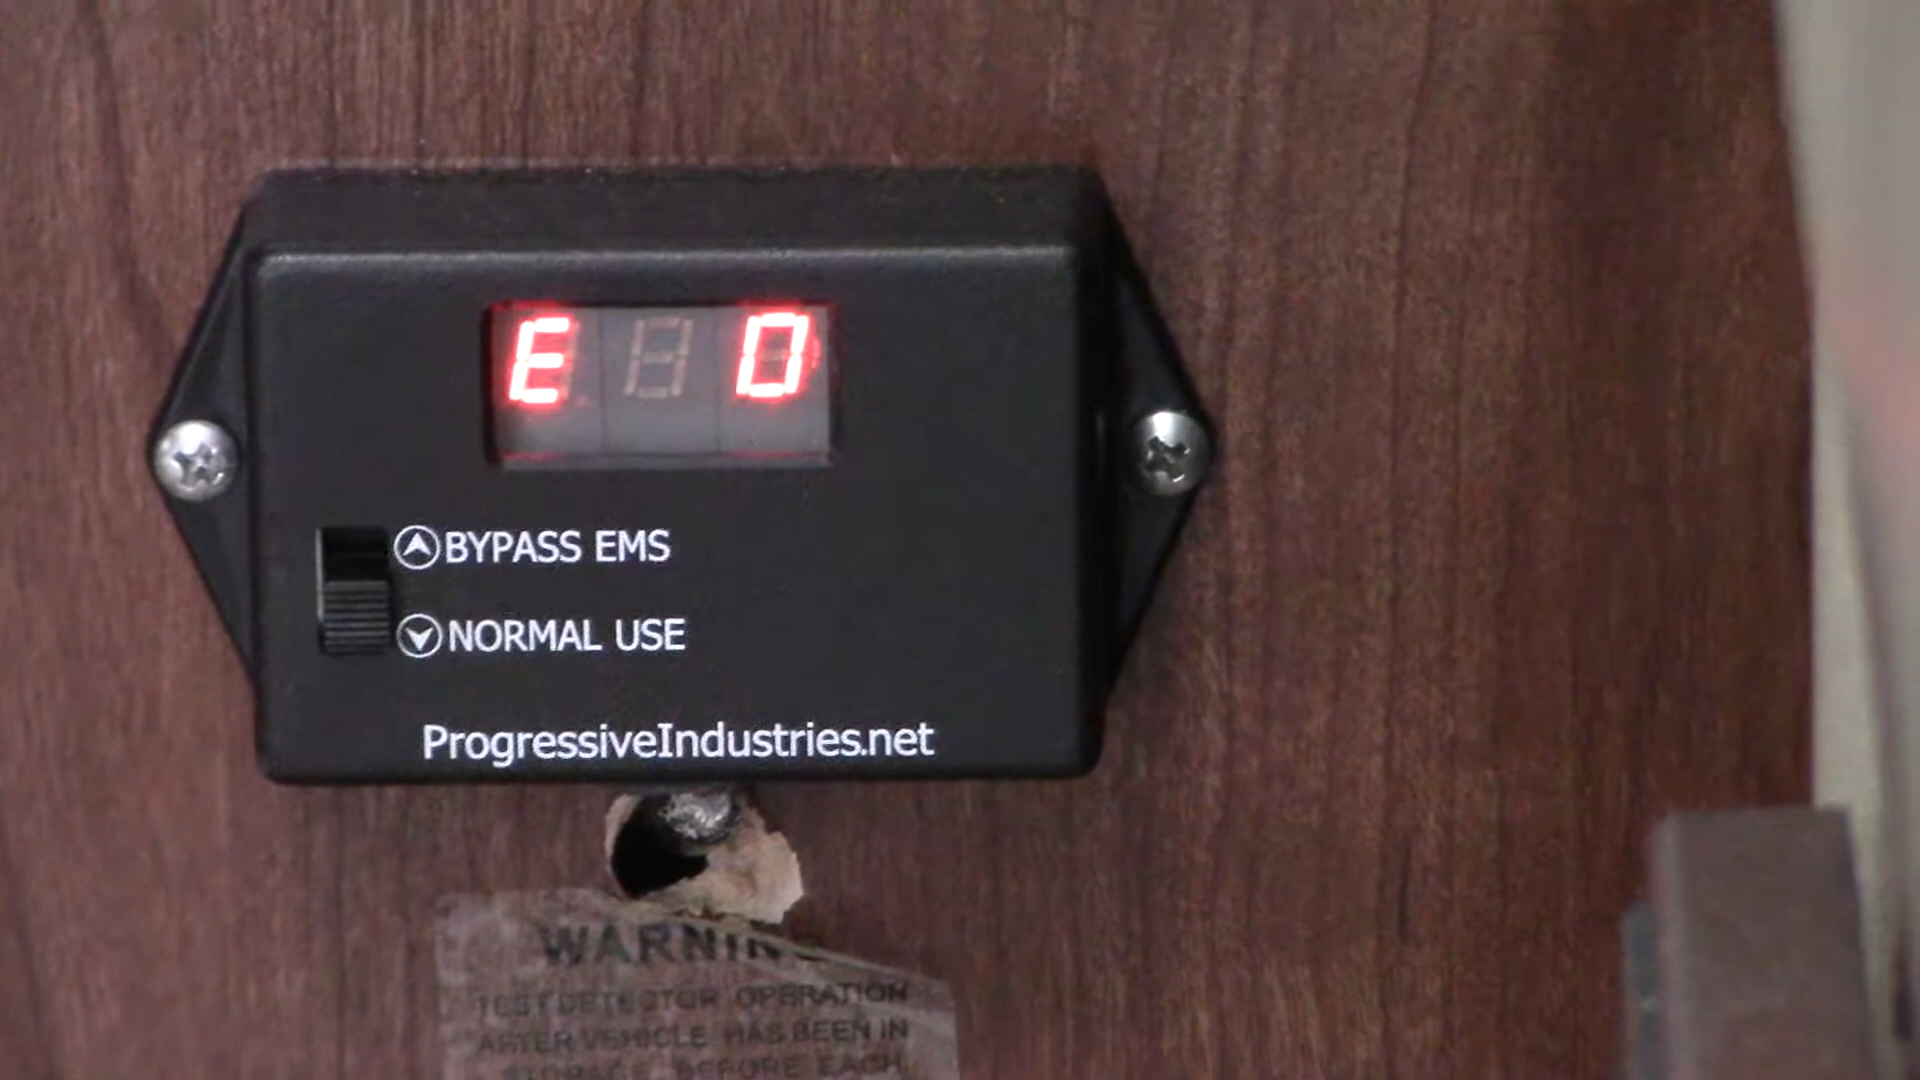 E 0
BYPASS EMS
NORMAL USE
ProgressiveIndustries.net
WARNING
TEST DETECTOR OPERATION
AFTER VEHICLE HAS BEEN IN
STORAGE, BEFORE EACH